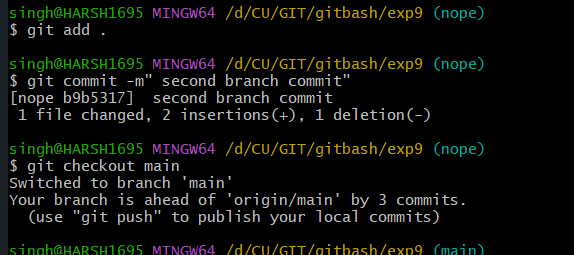 singh@HARSH1695 MINGW64 /d/CU/GIT/gitbash/exp9 (nope)
$ git add .
singh@HARSH1695 MINGW64 /d/CU/GIT/gitbash/exp9 (nope)
$ git commit -m" second branch commit"
[nope b9b5317]  second branch commit
 1 file changed, 2 insertions(+), 1 deletion(-)
singh@HARSH1695 MINGW64 /d/CU/GIT/gitbash/exp9 (nope)
$ git checkout main
Switched to branch 'main'
Your branch is ahead of 'origin/main' by 3 commits.
  (use "git push" to publish your local commits)
singh@HARSH1695 MINGW64 /d/CU/GIT/gitbash/exp9 (main)